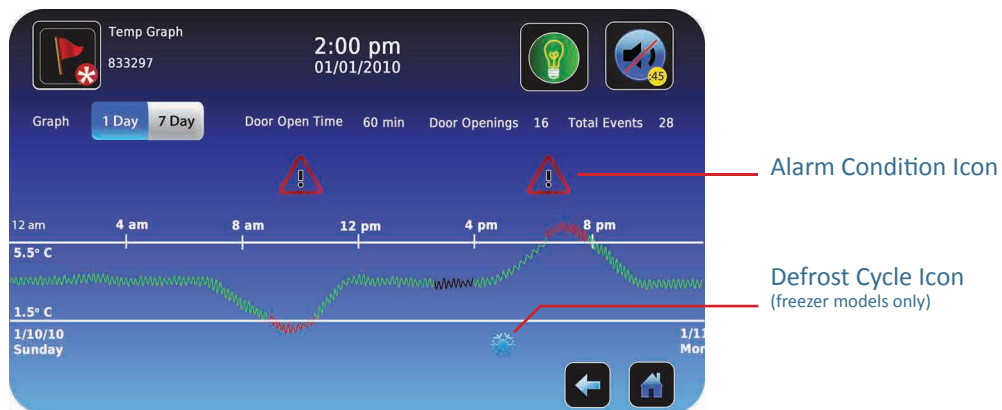 Temp Graph
833297
2:00 pm
01/01/2010
:45
Graph 1 Day 7 Day Door Open Time 60 min Door Openings 16 Total Events 28
Alarm Condition Icon
12 am 4 am 8 am 12 pm 4 pm 8 pm
5.5° C
Defrost Cycle Icon
(freezer models only)
1.5° C
1/10/10 1/11
Sunday Mon